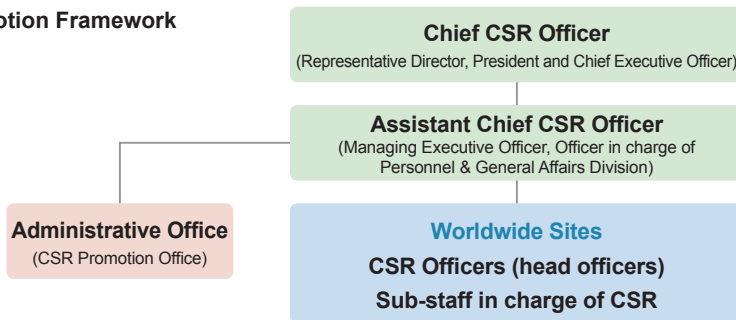 otion Framework
Chief CSR Officer
(Representative Director, President and Chief Executive Officer)
Assistant Chief CSR Officer
(Managing Executive Officer, Officer in charge of
Personnel & General Affairs Division)
Administrative Office
(CSR Promotion Office)
Worldwide Sites
CSR Officers (head officers)
Sub-staff in charge of CSR